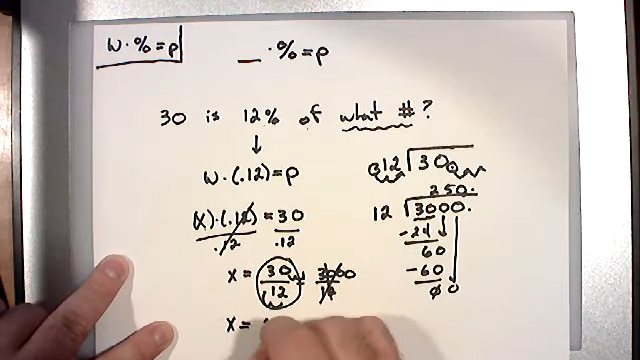 W · % = p
__ · % = p
30 is 12% of what #?
W · (.12) = p
(x) · (.12) = 30
.12 .12
x = 30 / .12 = 3000 / 12
x =
.12 30.
250.
12 3000.
-24
60
-60
00